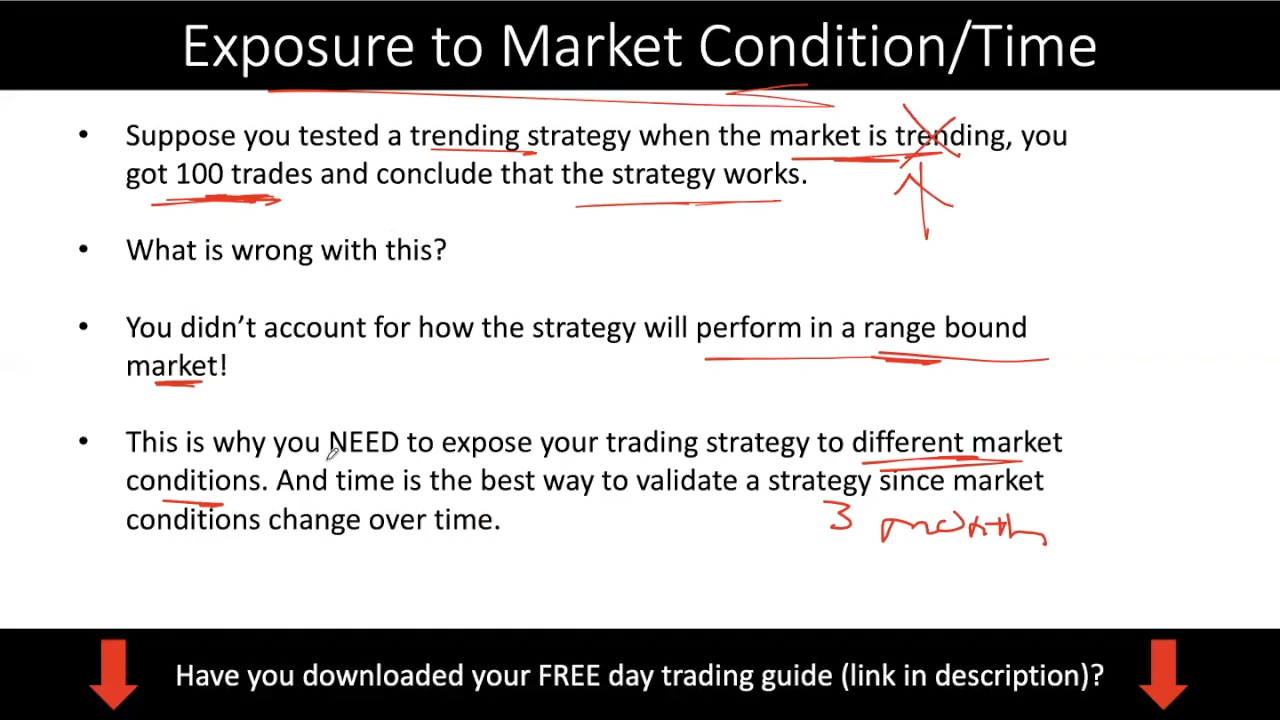 Exposure to Market Condition/Time
• Suppose you tested a trending strategy when the market is trending, you
got 100 trades and conclude that the strategy works.
• What is wrong with this?
• You didn’t account for how the strategy will perform in a range bound
market!
• This is why you NEED to expose your trading strategy to different market
conditions. And time is the best way to validate a strategy since market
conditions change over time.
3 month
Have you downloaded your FREE day trading guide (link in description)?